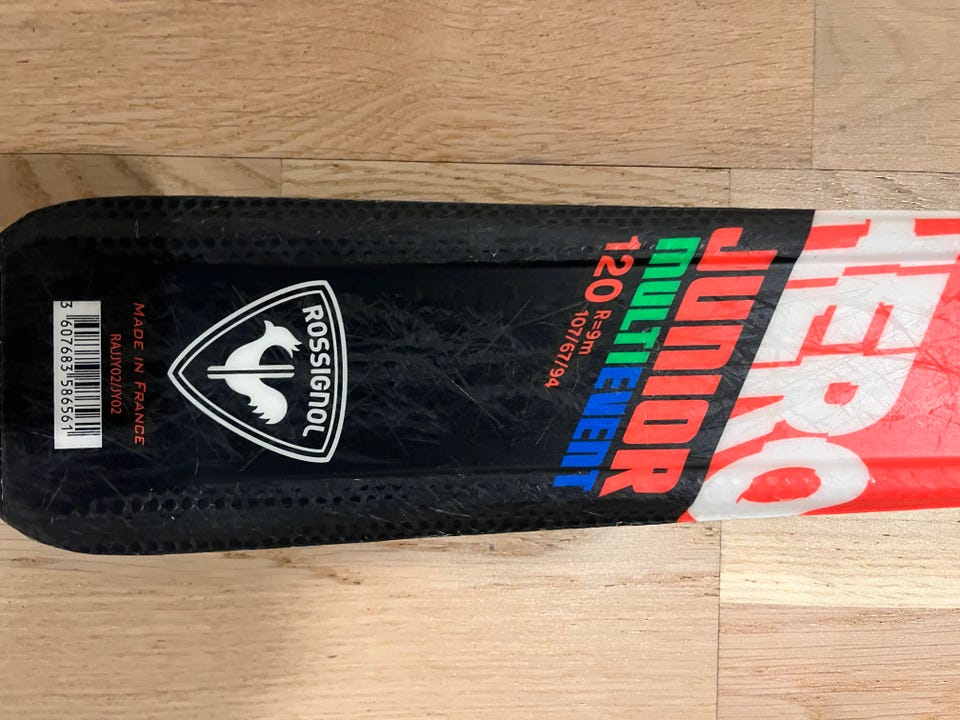 HERO
JUNIOR
MULTIEVENT
120 R=9m
107/67/94
ROSSIGNOL
MADE IN FRANCE
RAJJY02/JY02
3 607683 586561